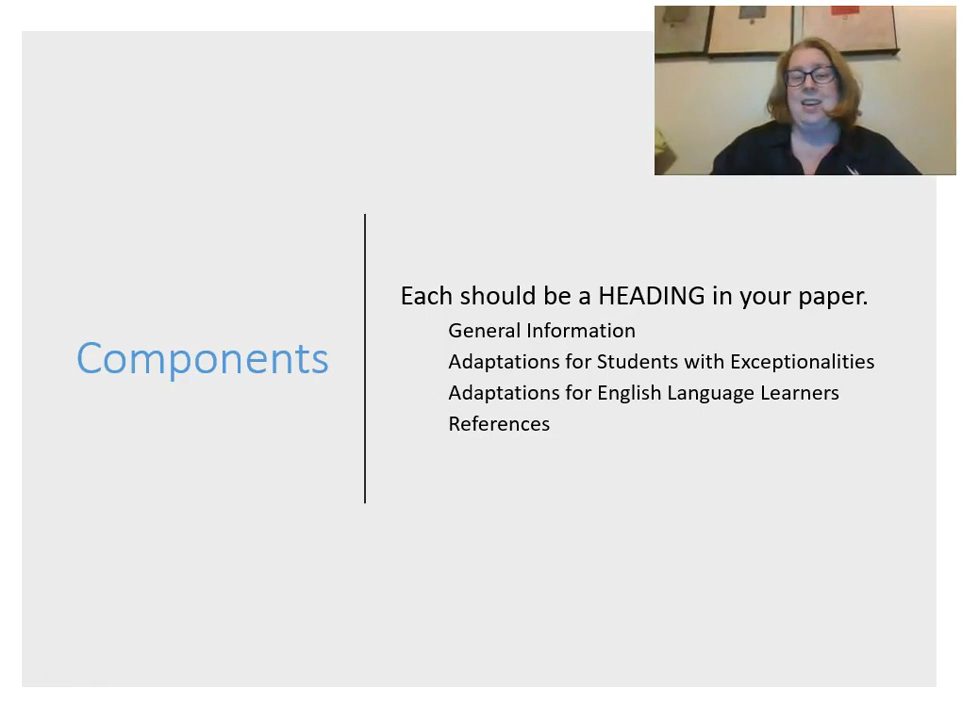 Components
Each should be a HEADING in your paper.
General Information
Adaptations for Students with Exceptionalities
Adaptations for English Language Learners
References